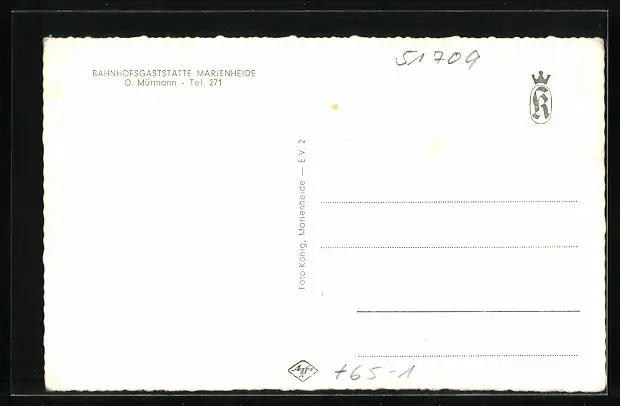 BAHNHOFSGASTSTÄTTE MARIENHEIDE
O. Mürmann - Tel. 271
51709
K
Foto-König, Marienheide — E V. 2
Agfa
+65-1